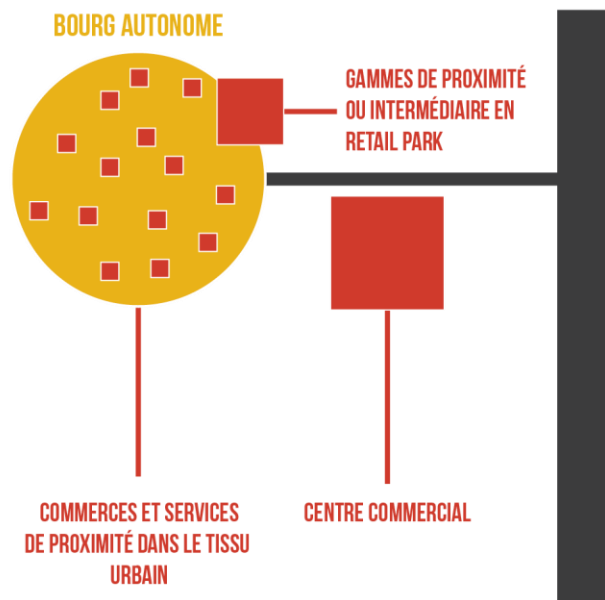 BOURG AUTONOME
GAMMES DE PROXIMITÉ
OU INTERMÉDIAIRE EN
RETAIL PARK
COMMERCES ET SERVICES
DE PROXIMITÉ DANS LE TISSU
URBAIN
CENTRE COMMERCIAL